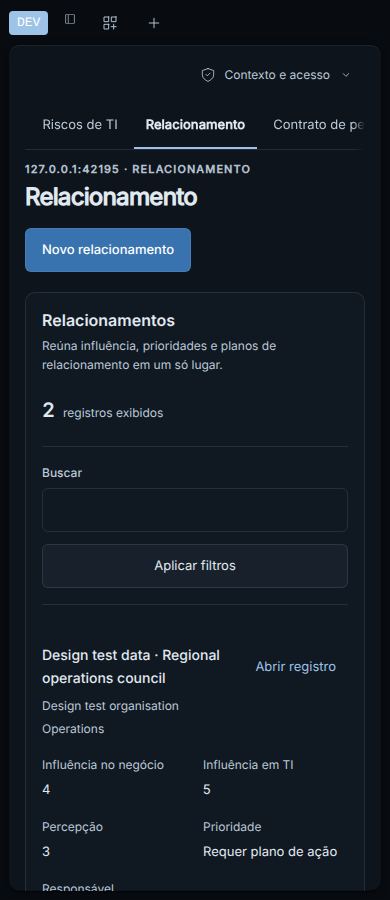 DEV
Contexto e acesso
Riscos de TI Relacionamento Contrato de pe
127.0.0.1:42195 · RELACIONAMENTO
Relacionamento
Novo relacionamento
Relacionamentos
Reúna influência, prioridades e planos de
relacionamento em um só lugar.
2 registros exibidos
Buscar
Aplicar filtros
Design test data · Regional
operations council
Abrir registro
Design test organisation
Operations
Influência no negócio Influência em TI
4 5
Percepção Prioridade
3 Requer plano de ação
Responsável